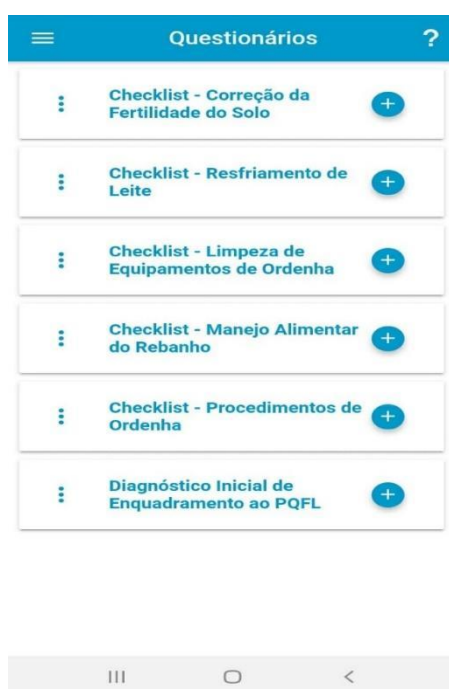 Questionários ?
Checklist - Correção da
Fertilidade do Solo
Checklist - Resfriamento de
Leite
Checklist - Limpeza de
Equipamentos de Ordenha
Checklist - Manejo Alimentar
do Rebanho
Checklist - Procedimentos de
Ordenha
Diagnóstico Inicial de
Enquadramento ao PQFL